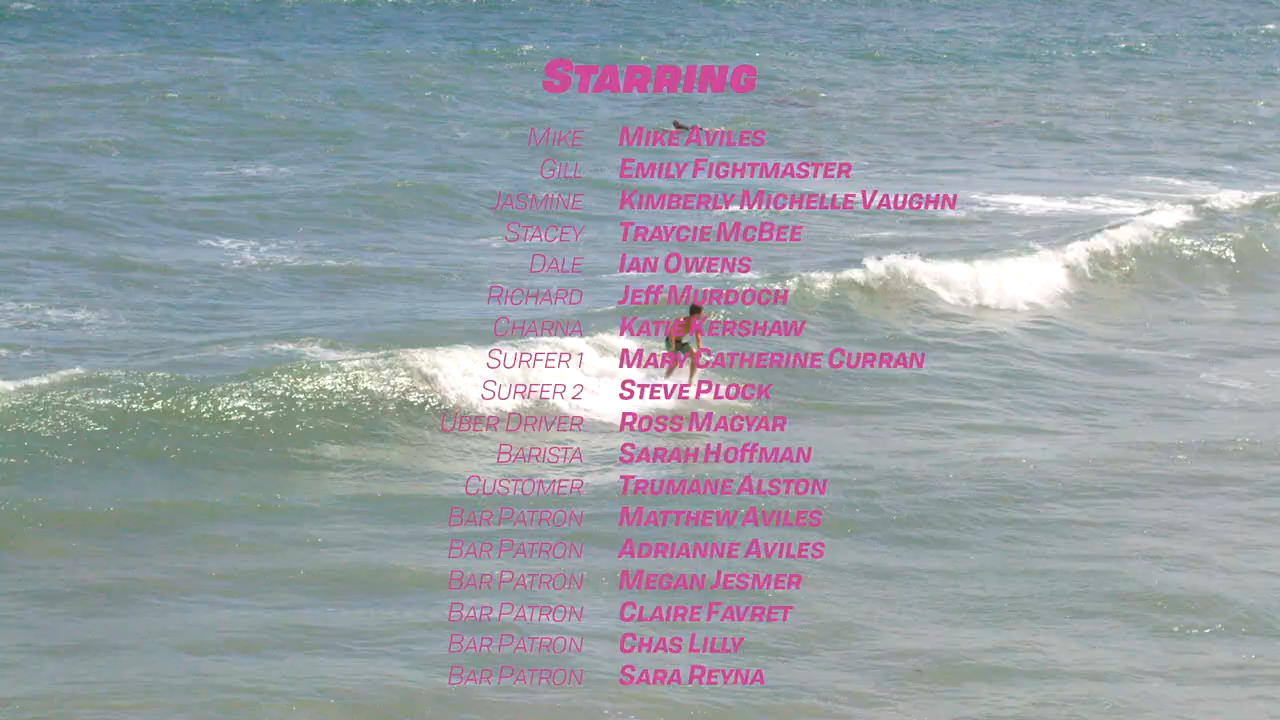 Starring
Mike Mike Aviles
Gill Emily Fightmaster
Jasmine Kimberly Michelle Vaughn
Stacey Traycie McBee
Dale Ian Owens
Richard Jeff Murdoch
Charna Katie Kershaw
Surfer 1 Mary Catherine Curran
Surfer 2 Steve Plock
Uber Driver Ross Magyar
Barista Sarah Hoffman
Customer Trumane Alston
Bar Patron Matthew Aviles
Bar Patron Adrianne Aviles
Bar Patron Megan Jesmer
Bar Patron Claire Favret
Bar Patron Chas Lilly
Bar Patron Sara Reyna